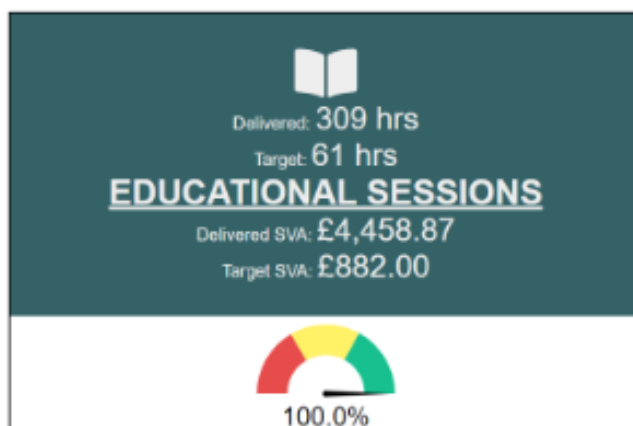 Delivered: 309 hrs
Target: 61 hrs
EDUCATIONAL SESSIONS
Delivered SVA: £4,458.87
Target SVA: £882.00
100.0%